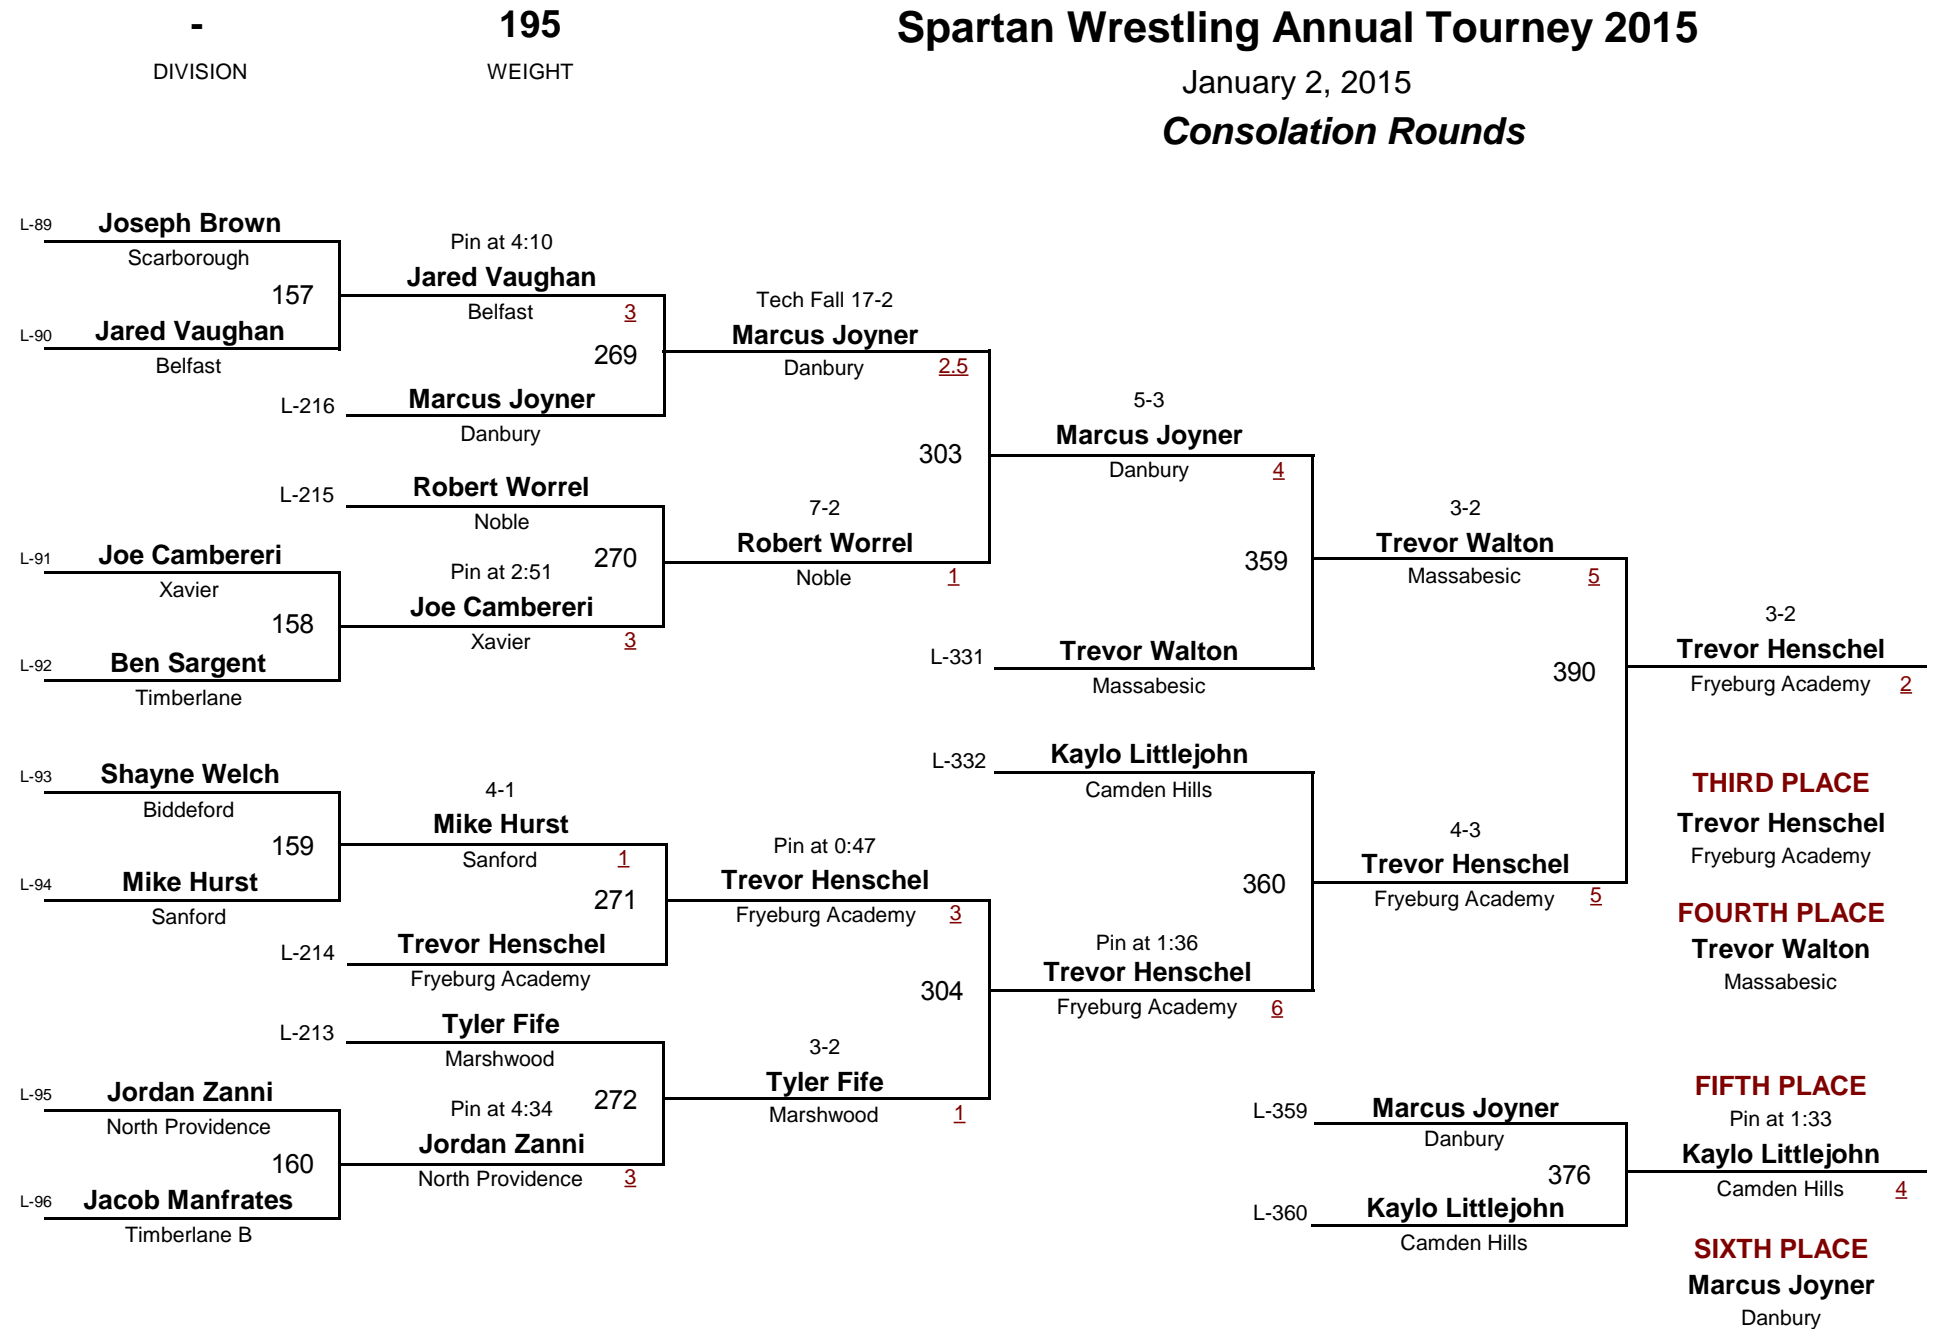 -
DIVISION
195
WEIGHT
Spartan Wrestling Annual Tourney 2015
January 2, 2015
Consolation Rounds
L-89
Joseph Brown
Scarborough
157
L-90
Jared Vaughan
Belfast
Pin at 4:10
Jared Vaughan
Belfast
3
269
L-216
Marcus Joyner
Danbury
Tech Fall 17-2
Marcus Joyner
Danbury
2.5
L-215
Robert Worrel
Noble
L-91
Joe Cambereri
Xavier
158
L-92
Ben Sargent
Timberlane
270
Pin at 2:51
Joe Cambereri
Xavier
3
7-2
Robert Worrel
Noble
1
303
5-3
Marcus Joyner
Danbury
4
359
L-331
Trevor Walton
Massabesic
3-2
Trevor Walton
Massabesic
5
390
3-2
Trevor Henschel
Fryeburg Academy
2
L-93
Shayne Welch
Biddeford
159
L-94
Mike Hurst
Sanford
4-1
Mike Hurst
Sanford
1
271
L-214
Trevor Henschel
Fryeburg Academy
Pin at 0:47
Trevor Henschel
Fryeburg Academy
3
304
L-213
Tyler Fife
Marshwood
L-95
Jordan Zanni
North Providence
160
L-96
Jacob Manfrates
Timberlane B
272
Pin at 4:34
Jordan Zanni
North Providence
3
3-2
Tyler Fife
Marshwood
1
L-332
Kaylo Littlejohn
Camden Hills
360
Pin at 1:36
Trevor Henschel
Fryeburg Academy
6
4-3
Trevor Henschel
Fryeburg Academy
5
THIRD PLACE
Trevor Henschel
Fryeburg Academy
FOURTH PLACE
Trevor Walton
Massabesic
L-359
Marcus Joyner
Danbury
376
L-360
Kaylo Littlejohn
Camden Hills
FIFTH PLACE
Pin at 1:33
Kaylo Littlejohn
Camden Hills
4
SIXTH PLACE
Marcus Joyner
Danbury